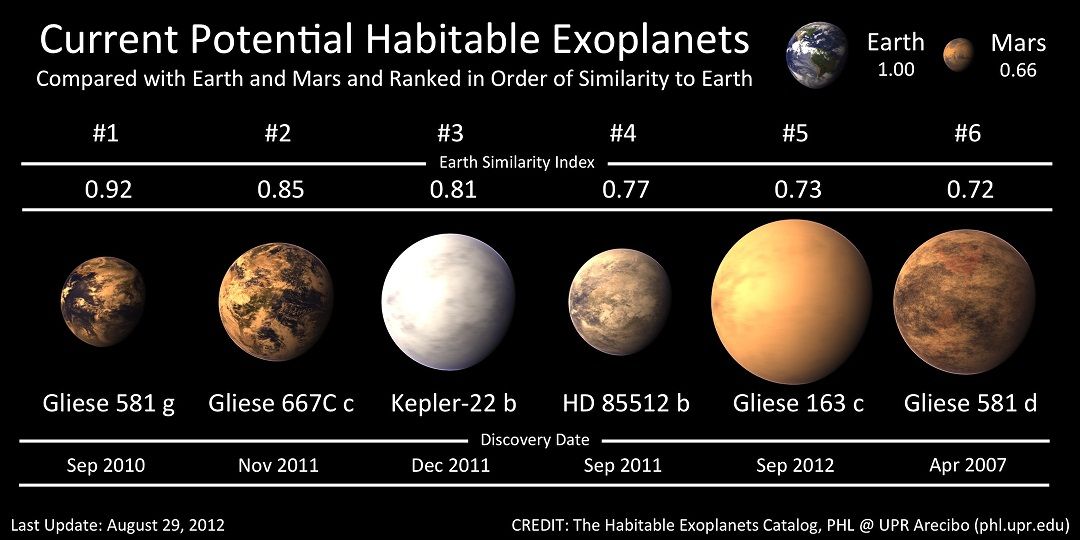 Current Potential Habitable Exoplanets
Compared with Earth and Mars and Ranked in Order of Similarity to Earth
Earth
1.00
Mars
0.66
#1 #2 #3 #4 #5 #6
Earth Similarity Index
0.92 0.85 0.81 0.77 0.73 0.72
Gliese 581 g Gliese 667C c Kepler-22 b HD 85512 b Gliese 163 c Gliese 581 d
Discovery Date
Sep 2010 Nov 2011 Dec 2011 Sep 2011 Sep 2012 Apr 2007
Last Update: August 29, 2012
CREDIT: The Habitable Exoplanets Catalog, PHL @ UPR Arecibo (phl.upr.edu)